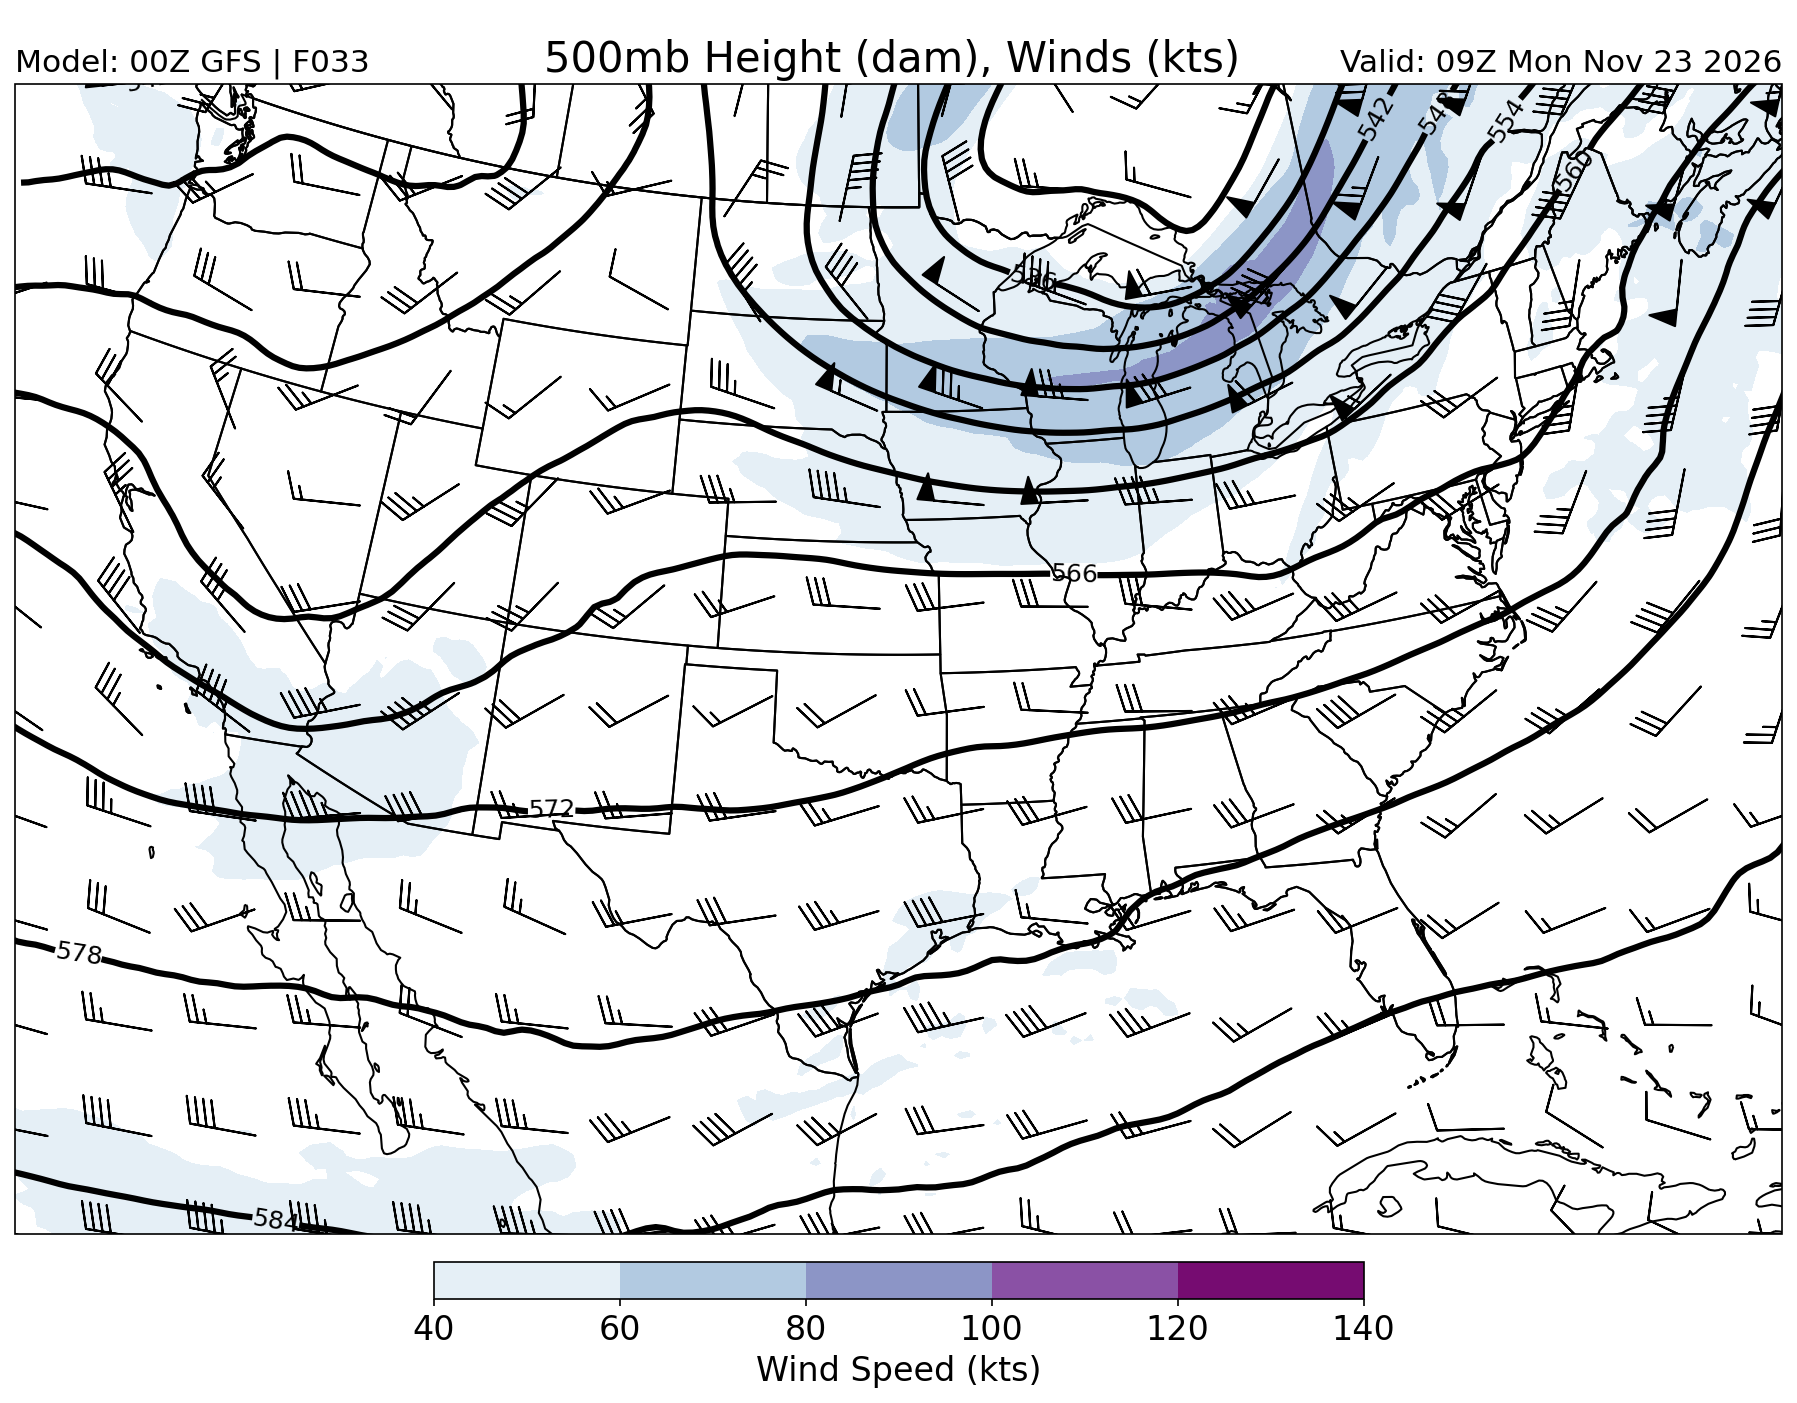 Model: 00Z GFS | F033
500mb Height (dam), Winds (kts)
Valid: 09Z Mon Nov 23 2026
542
554
560
536
566
572
578
584
40 60 80 100 120 140
Wind Speed (kts)